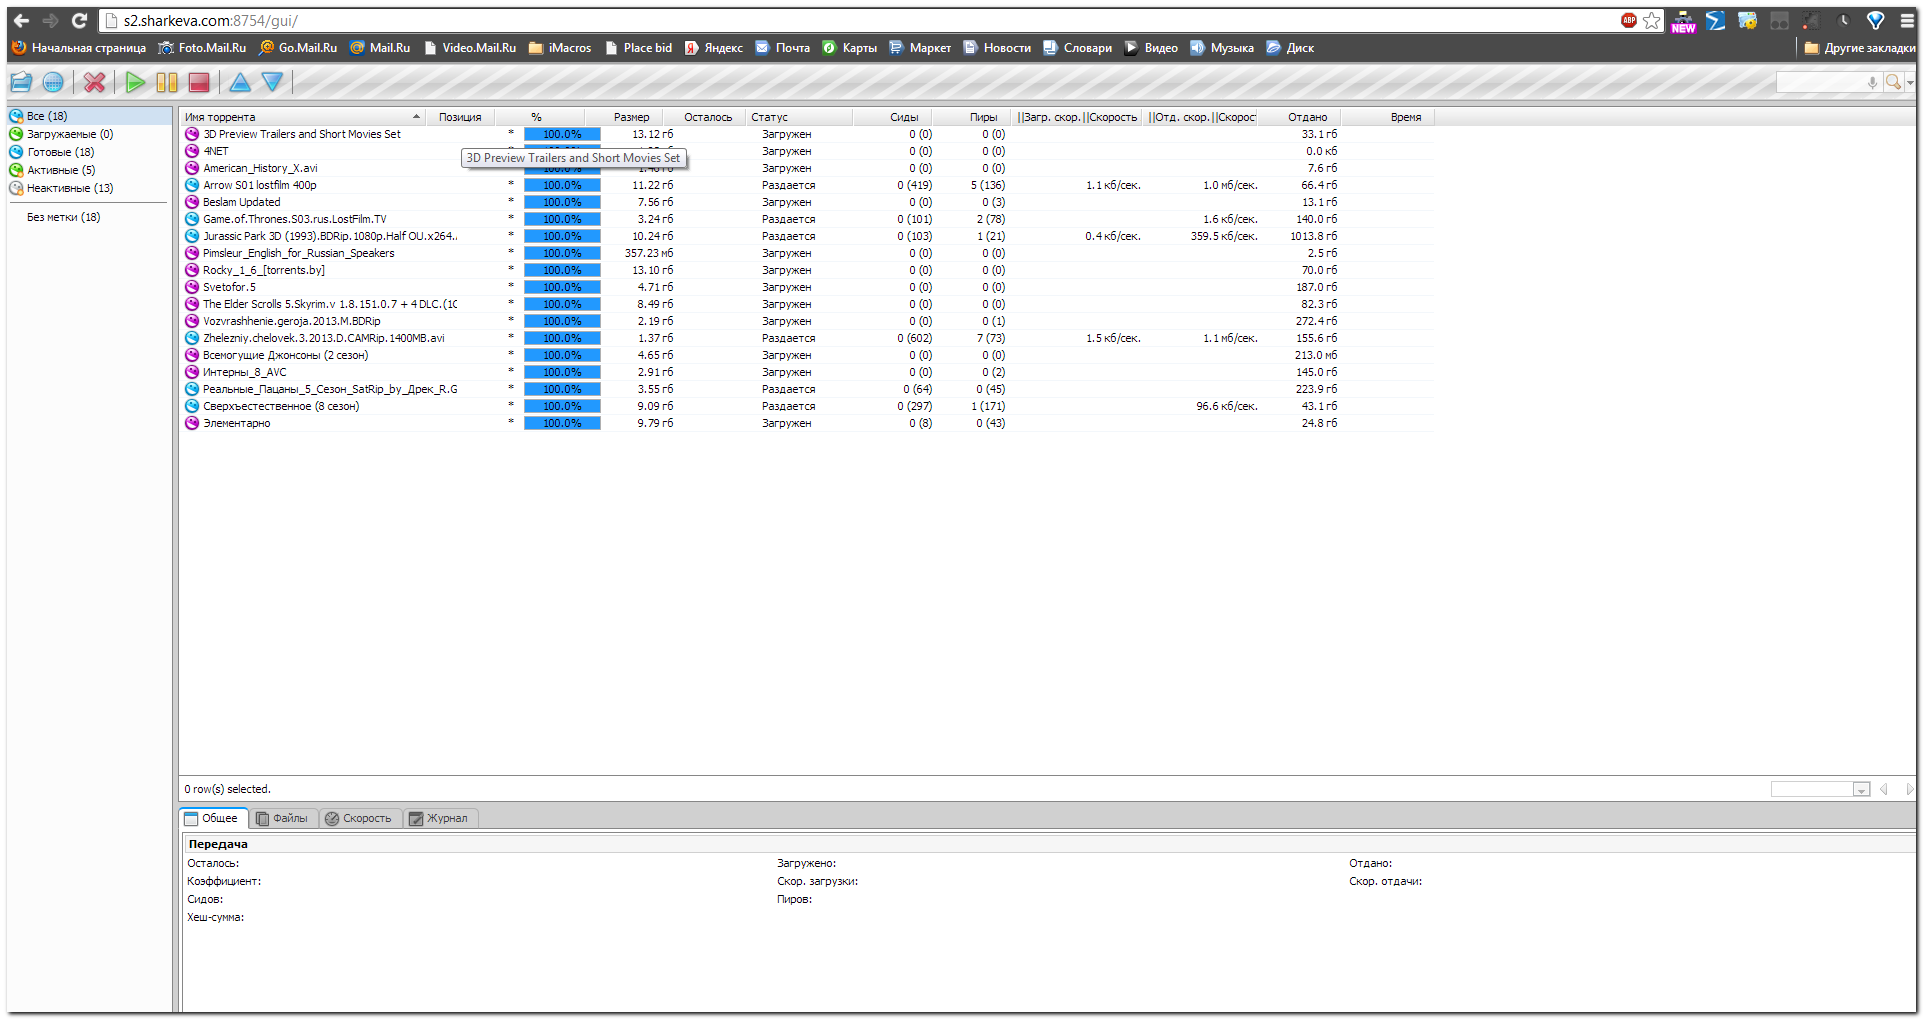 s2.sharkeva.com:8754/gui/
ABP
NEW
Начальная страница Foto.Mail.Ru Go.Mail.Ru Mail.Ru Video.Mail.Ru iMacros Place bid Яндекс Почта Карты Маркет Новости Словари Видео Музыка Диск Другие закладки
Все (18)
Загружаемые (0)
Готовые (18)
Активные (5)
Неактивные (13)
Без метки (18)
Имя торрента Позиция % Размер Осталось Статус Сиды Пиры ||Загр. скор.||Скорость ||Отд. скор.||Скорос Отдано Время
3D Preview Trailers and Short Movies Set * 100.0% 13.12 гб Загружен 0 (0) 0 (0) 33.1 гб
4NET Загружен 0 (0) 0 (0) 0.0 кб
3D Preview Trailers and Short Movies Set
American_History_X.avi 100.0% Загружен 0 (0) 0 (0) 7.6 гб
Arrow S01 lostfilm 400p * 100.0% 11.22 гб Раздается 0 (419) 5 (136) 1.1 кб/сек. 1.0 мб/сек. 66.4 гб
Beslam Updated * 100.0% 7.56 гб Загружен 0 (0) 0 (3) 13.1 гб
Game.of.Thrones.S03.rus.LostFilm.TV * 100.0% 3.24 гб Раздается 0 (101) 2 (78) 1.6 кб/сек. 140.0 гб
Jurassic Park 3D (1993).BDRip.1080p.Half OU.x264. * 100.0% 10.24 гб Раздается 0 (103) 1 (21) 0.4 кб/сек. 359.5 кб/сек. 1013.8 гб
Pimsleur_English_for_Russian_Speakers * 100.0% 357.23 мб Загружен 0 (0) 0 (0) 2.5 гб
Rocky_1_6_[torrents.by] * 100.0% 13.10 гб Загружен 0 (0) 0 (0) 70.0 гб
Svetofor.5 * 100.0% 4.71 гб Загружен 0 (0) 0 (0) 187.0 гб
The Elder Scrolls 5.Skyrim.v 1.8.151.0.7 + 4 DLC.(1C * 100.0% 8.49 гб Загружен 0 (0) 0 (0) 82.3 гб
Vozvrashhenie.geroja.2013.M.BDRip * 100.0% 2.19 гб Загружен 0 (0) 0 (1) 272.4 гб
Zhelezniy.chelovek.3.2013.D.CAMRip.1400MB.avi * 100.0% 1.37 гб Раздается 0 (602) 7 (73) 1.5 кб/сек. 1.1 мб/сек. 155.6 гб
Всемогущие Джонсоны (2 сезон) * 100.0% 4.65 гб Загружен 0 (0) 0 (0) 213.0 мб
Интерны_8_AVC * 100.0% 2.91 гб Загружен 0 (0) 0 (2) 145.0 гб
Реальные_Пацаны_5_Сезон_SatRip_by_Дрек_R.G * 100.0% 3.55 гб Раздается 0 (64) 0 (45) 223.9 гб
Сверхъестественное (8 сезон) * 100.0% 9.09 гб Раздается 0 (297) 1 (171) 96.6 кб/сек. 43.1 гб
Элементарно * 100.0% 9.79 гб Загружен 0 (8) 0 (43) 24.8 гб
0 row(s) selected.
Общее Файлы Скорость Журнал
Передача
Осталось: Загружено: Отдано:
Коэффициент: Скор. загрузки: Скор. отдачи:
Сидов: Пиров:
Хеш-сумма: